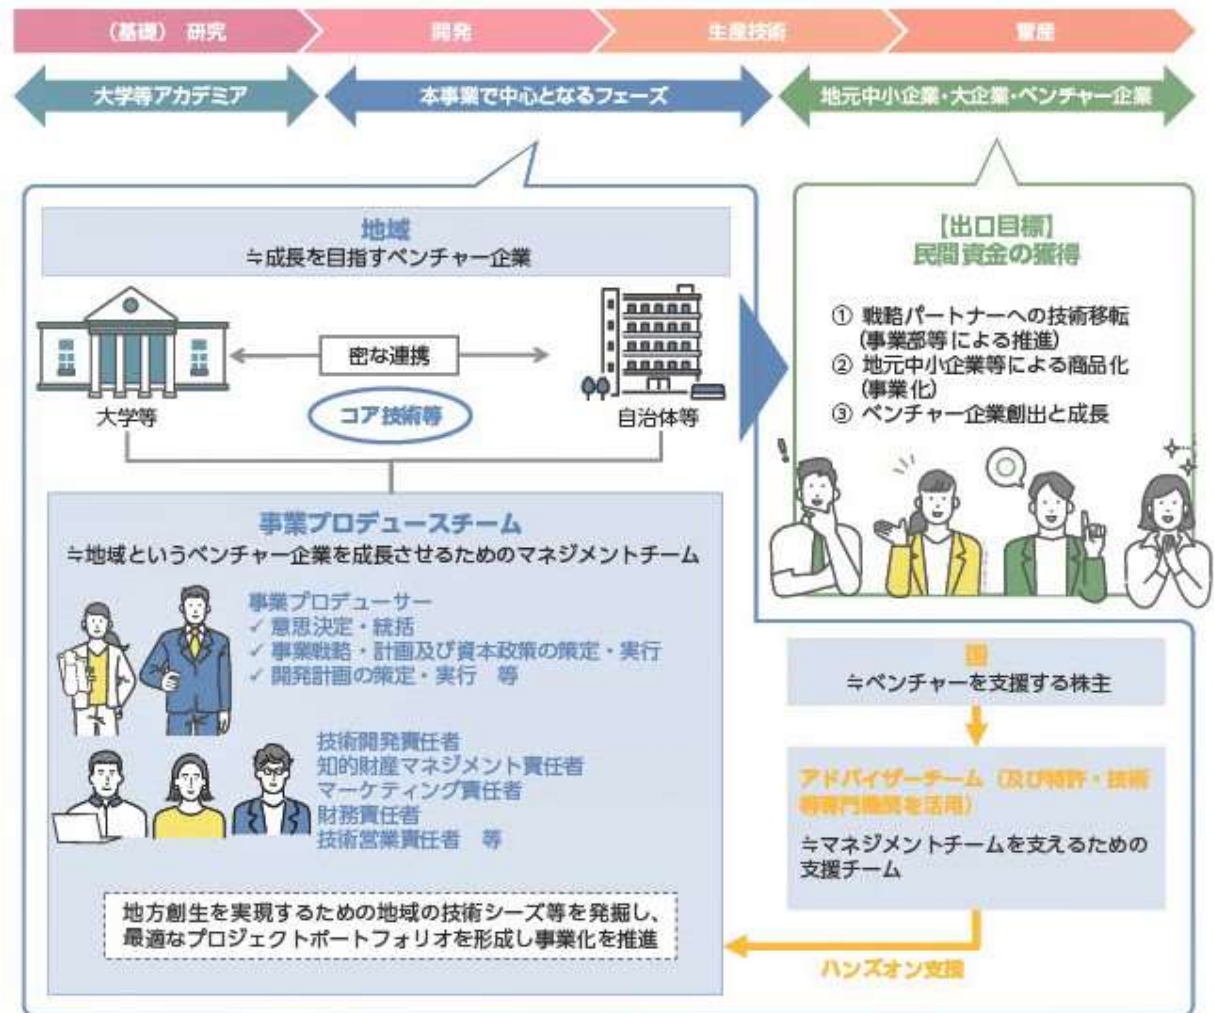 (基礎) 研究
開発
生産技術
量産
大学等アカデミア
本事業で中心となるフェーズ
地元中小企業・大企業・ベンチャー企業
地域
≒成長を目指すベンチャー企業
大学等
密な連携
コア技術等
自治体等
【出口目標】
民間資金の獲得
① 戦略パートナーへの技術移転
(事業部等による推進)
② 地元中小企業等による商品化
(事業化)
③ ベンチャー企業創出と成長
事業プロデュースチーム
≒地域というベンチャー企業を成長させるためのマネジメントチーム
事業プロデューサー
✓ 意思決定・統括
✓ 事業戦略・計画及び資本政策の策定・実行
✓ 開発計画の策定・実行 等
技術開発責任者
知的財産マネジメント責任者
マーケティング責任者
財務責任者
技術営業責任者 等
地方創生を実現するための地域の技術シーズ等を発掘し、
最適なプロジェクトポートフォリオを形成し事業化を推進
国
≒ベンチャーを支援する株主
アドバイザーチーム（及び特許・技術
等専門機関を活用）
≒マネジメントチームを支えるための
支援チーム
ハンズオン支援